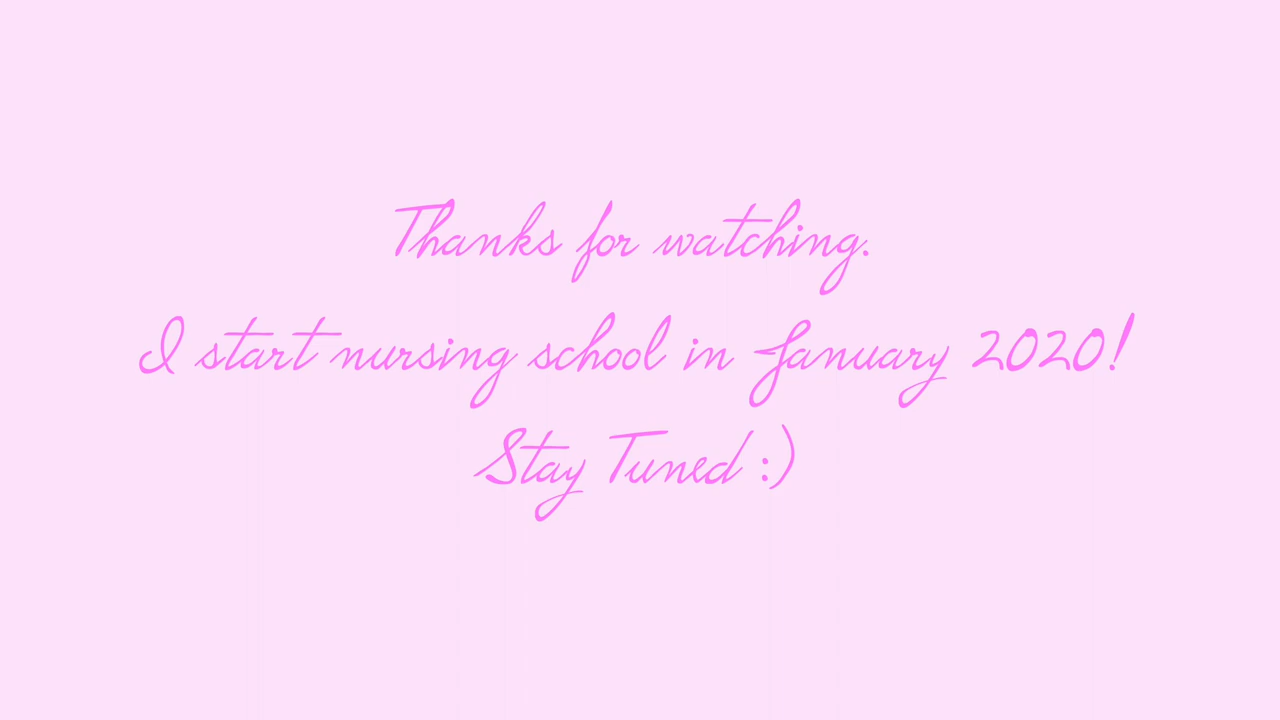 Thanks for watching.
I start nursing school in January 2020!
Stay Tuned :)